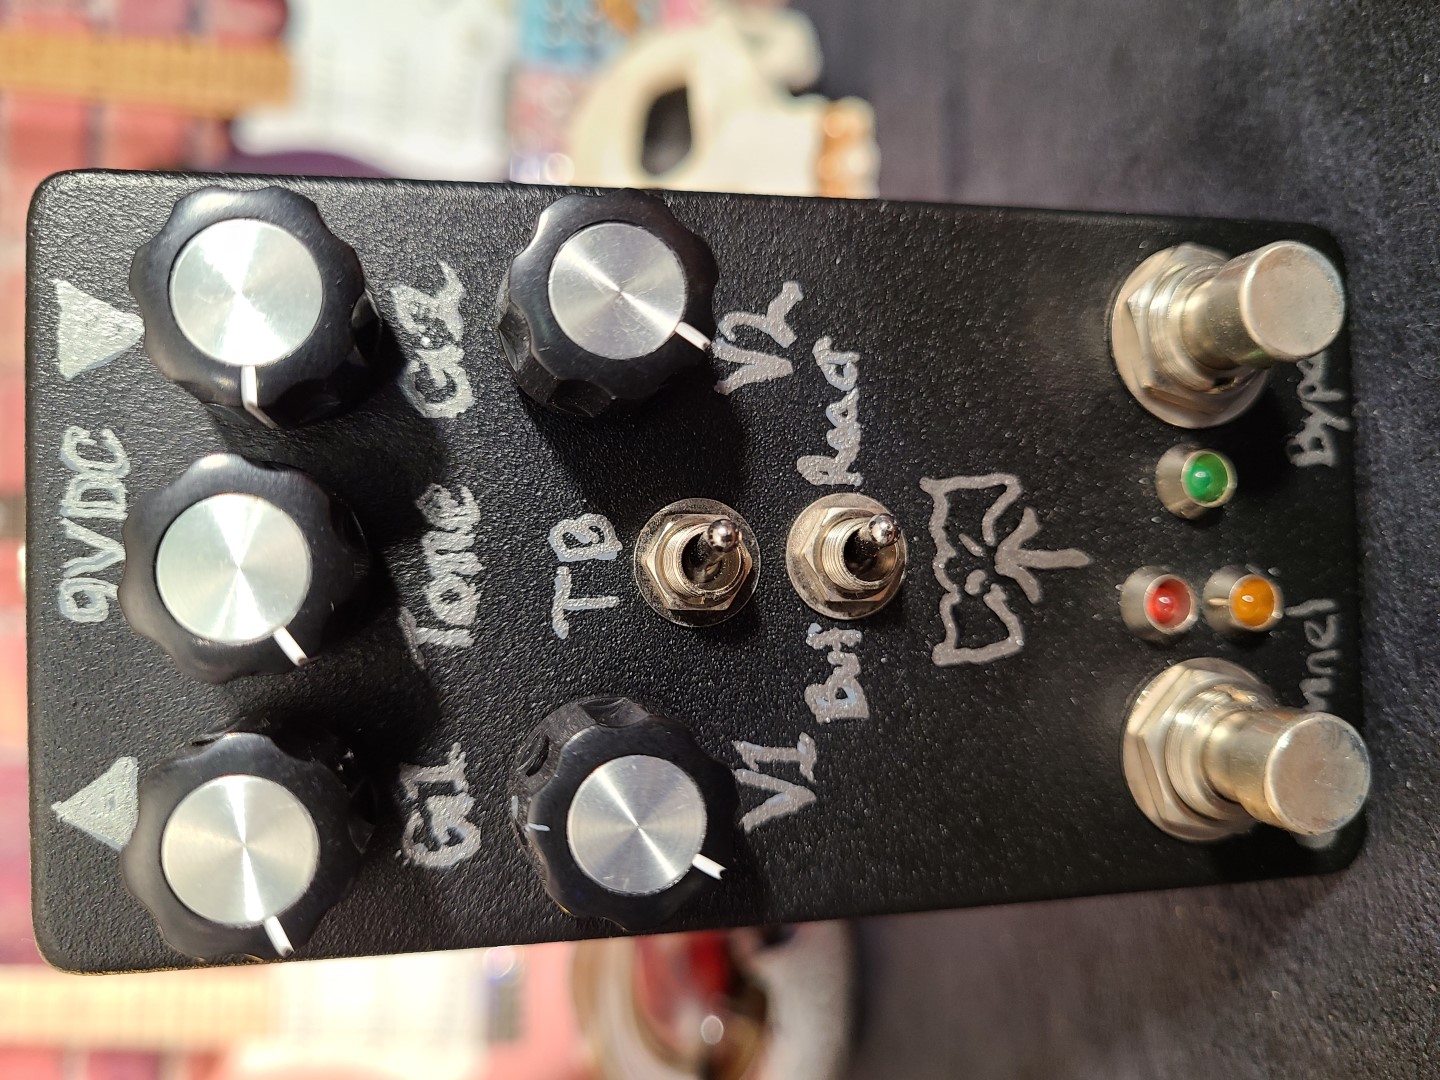 9VDC
G1 Tone G2
TB
V1 V2
Buf React